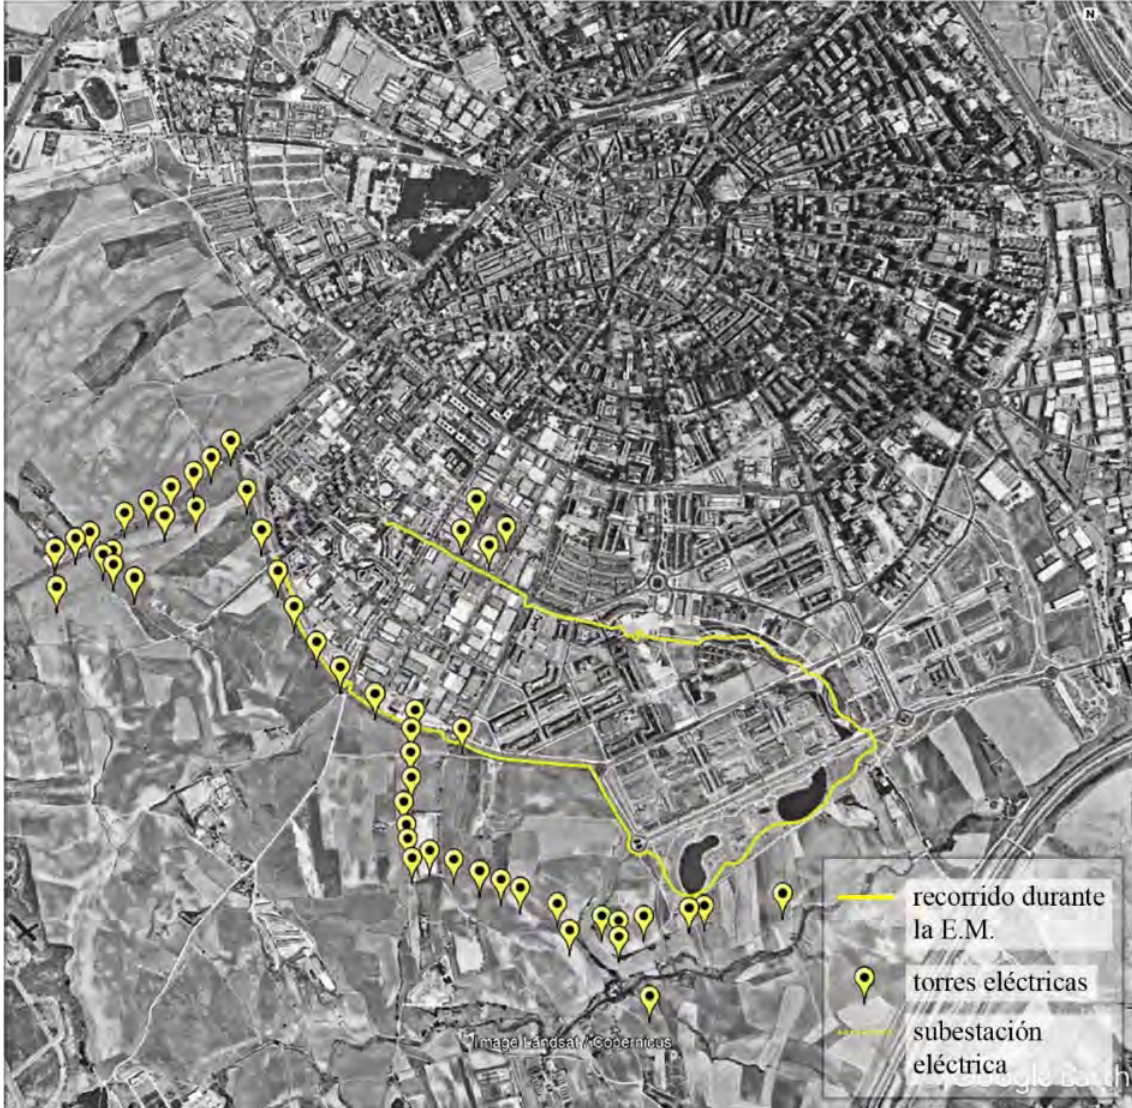 N
recorrido durante
la E.M.
torres eléctricas
subestación
eléctrica
Image Landsat / Copernicus
Google Earth